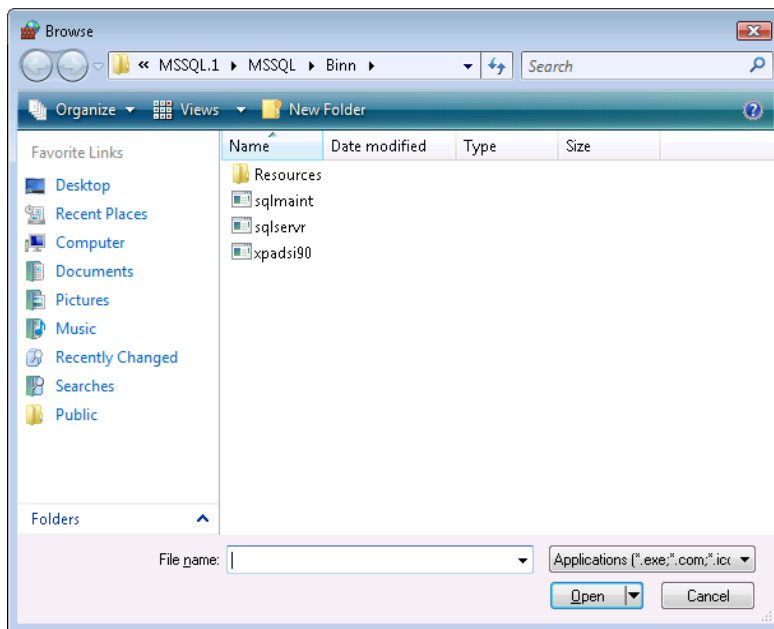 Browse
« MSSQL.1 ▸ MSSQL ▸ Binn ▸ Search
Organize Views New Folder
Favorite Links
Desktop
Recent Places
Computer
Documents
Pictures
Music
Recently Changed
Searches
Public
Folders
Name Date modified Type Size
Resources
sqlmaint
sqlservr
xpadsi90
File name: Applications (*.exe;*.com;*.ic
Open Cancel